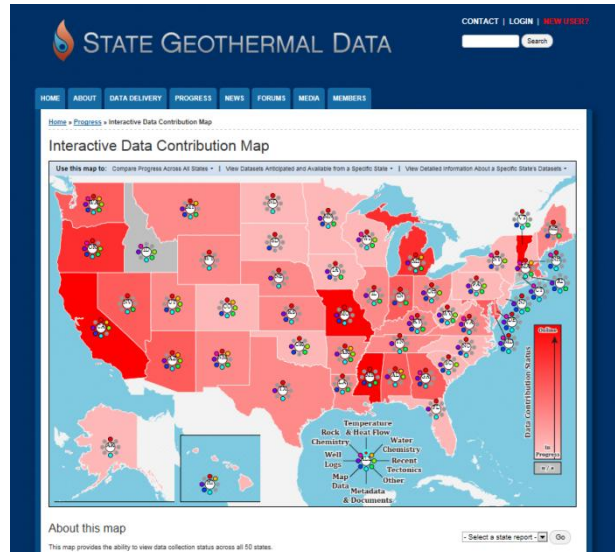 CONTACT | LOGIN | NEW USER?
STATE GEOTHERMAL DATA
Search
HOME ABOUT DATA DELIVERY PROGRESS NEWS FORUMS MEDIA MEMBERS
Home » Progress » Interactive Data Contribution Map
Interactive Data Contribution Map
Use this map to: Compare Progress Across All States | View Datasets Anticipated and Available from a Specific State | View Detailed Information About a Specific State's Datasets
Online
Data Contribution Status
In
Progress
n / a
Temperature
& Heat Flow
Rock
Chemistry
Water
Chemistry
Well
Logs
Recent
Tectonics
Map
Data
Other
Metadata
& Documents
About this map
- Select a state report - Go
This map provides the ability to view data collection status across all 50 states.